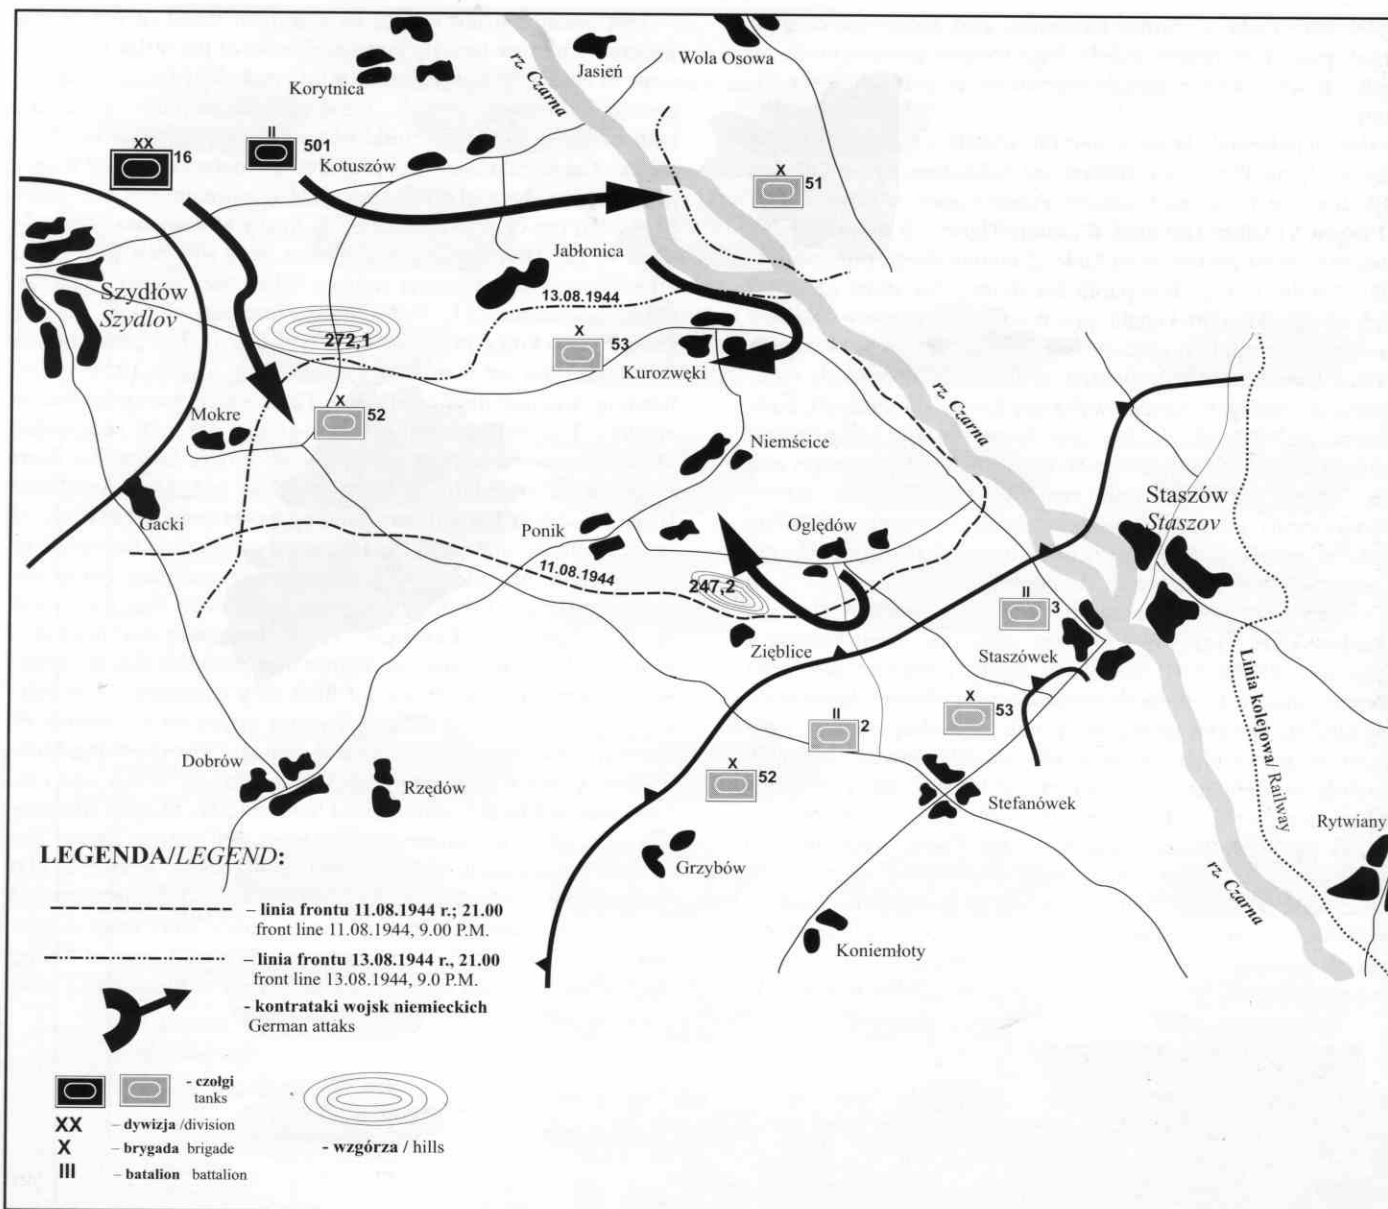 Korytnica
Jasień
Wola Osowa
rz. Czarna
XX
16
II
501
Kotuszów
X
51
Jabłonica
13.08.1944
Szydłów
Szydlov
272,1
X
53
Kurozwęki
X
52
Mokre
rz. Czarna
Niemścice
Gacki
Staszów
Staszov
Ponik
Oględów
11.08.1944
247,2
II
3
Zięblice
Staszówek
Linia kolejowa/ Railway
X
53
II
2
X
52
Dobrów
Rzędów
Stefanówek
Rytwiany
Grzybów
rz. Czarna
Koniemłoty
LEGENDA/LEGEND:
– linia frontu 11.08.1944 r.; 21.00
front line 11.08.1944, 9.00 P.M.
– linia frontu 13.08.1944 r., 21.00
front line 13.08.1944, 9.0 P.M.
- kontrataki wojsk niemieckich
German attaks
- czołgi
tanks
XX – dywizja /division
X – brygada brigade
III – batalion battalion
- wzgórza / hills